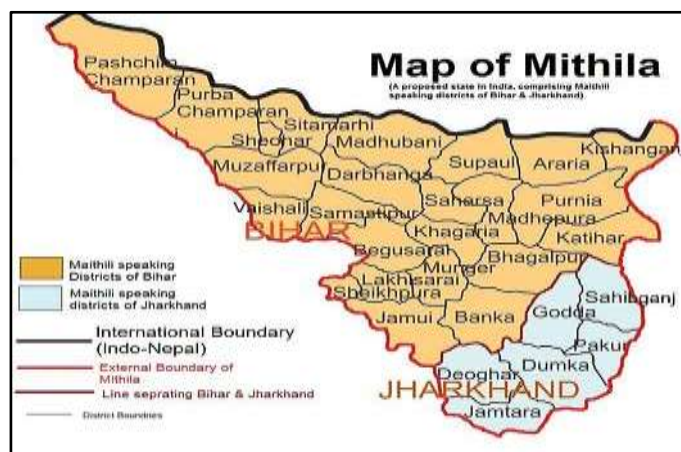 Map of Mithila
(A proposed state in India, comprising Maithili
speaking districts of Bihar & Jharkhand).
Pashchim
Champaran
Purba
Champaran
Sitamarhi
Sheohar
Madhubani
Kishanganj
Supaul
Araria
Muzaffarpur
Darbhanga
Saharsa
Purnia
Vaishali
Samastipur
Madhepura
BIHAR
Khagaria
Katihar
Begusarai
Bhagalpur
Munger
Lakhisarai
Sheikhpura
Sahibganj
Godda
Jamui
Banka
Pakur
Dumka
Deoghar
JHARKHAND
Jamtara
Maithili speaking
Districts of Bihar
Maithili speaking
districts of Jharkhand
International Boundary
(Indo-Nepal)
External Boundary of
Mithila
Line seprating Bihar & Jharkhand
District Boundries